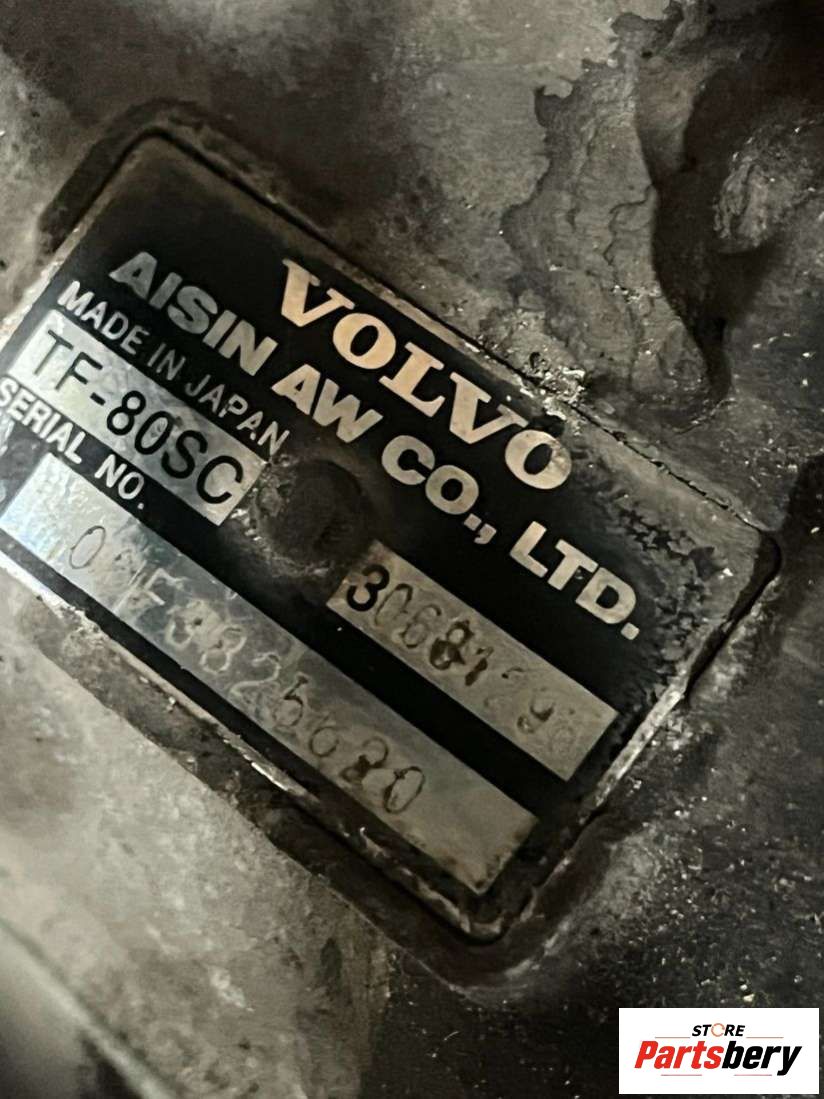 VOLVO
AISIN AW CO., LTD.
MADE IN JAPAN
TF-80SC
SERIAL NO.
STORE
Partsbery